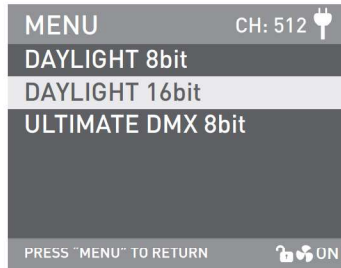 MENU CH: 512
DAYLIGHT 8bit
DAYLIGHT 16bit
ULTIMATE DMX 8bit
PRESS "MENU" TO RETURN ON